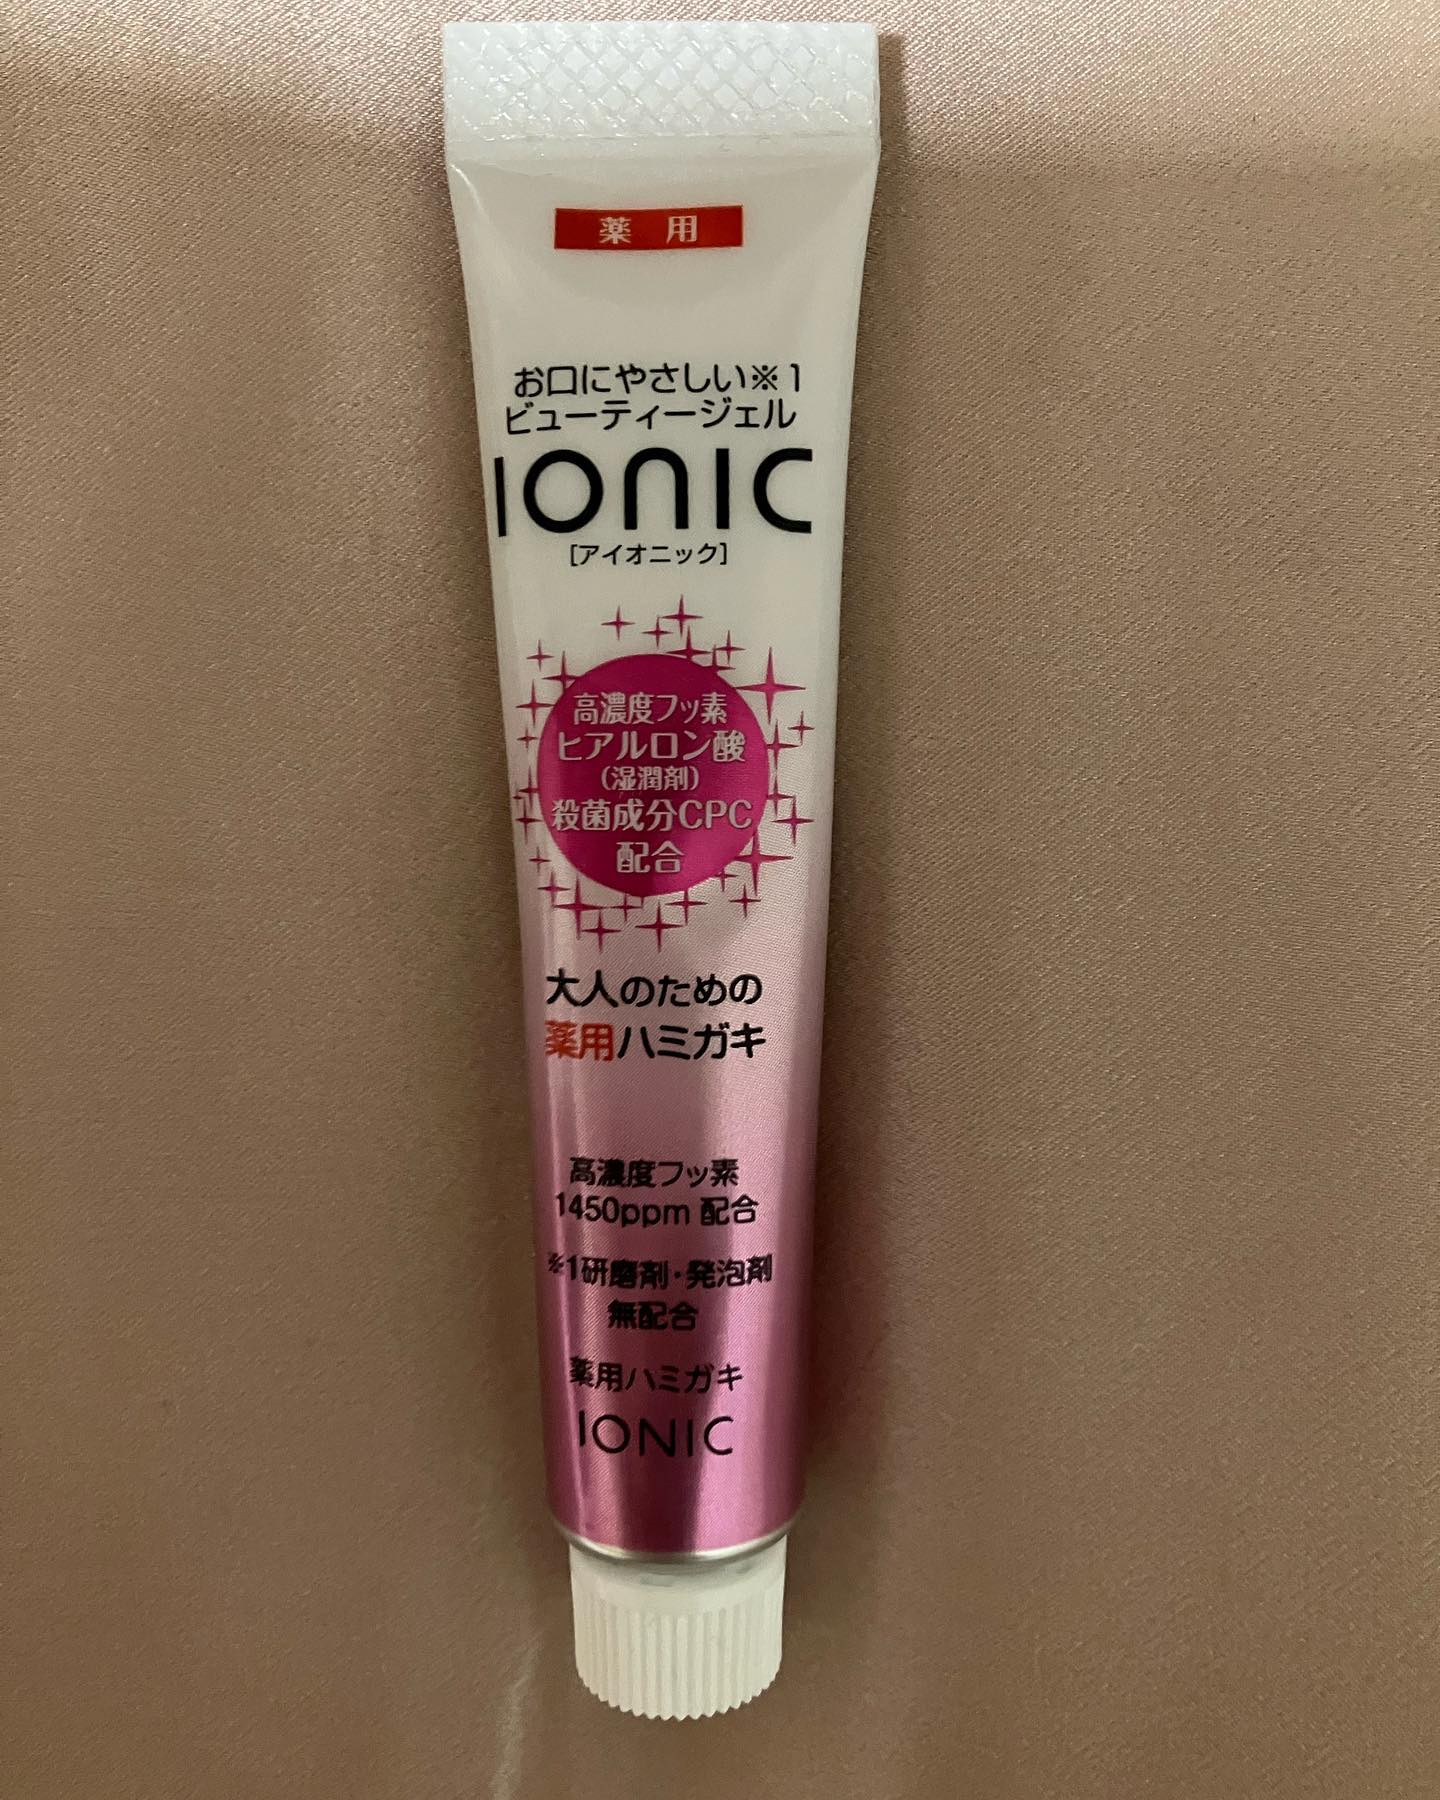 薬 用
お口にやさしい※1
ビューティージェル
IONIC
[アイオニック]
高濃度フッ素
ヒアルロン酸
(湿潤剤)
殺菌成分CPC
配合
大人のための
薬用ハミガキ
高濃度フッ素
1450ppm 配合
※1研磨剤・発泡剤
無配合
薬用ハミガキ
IONIC